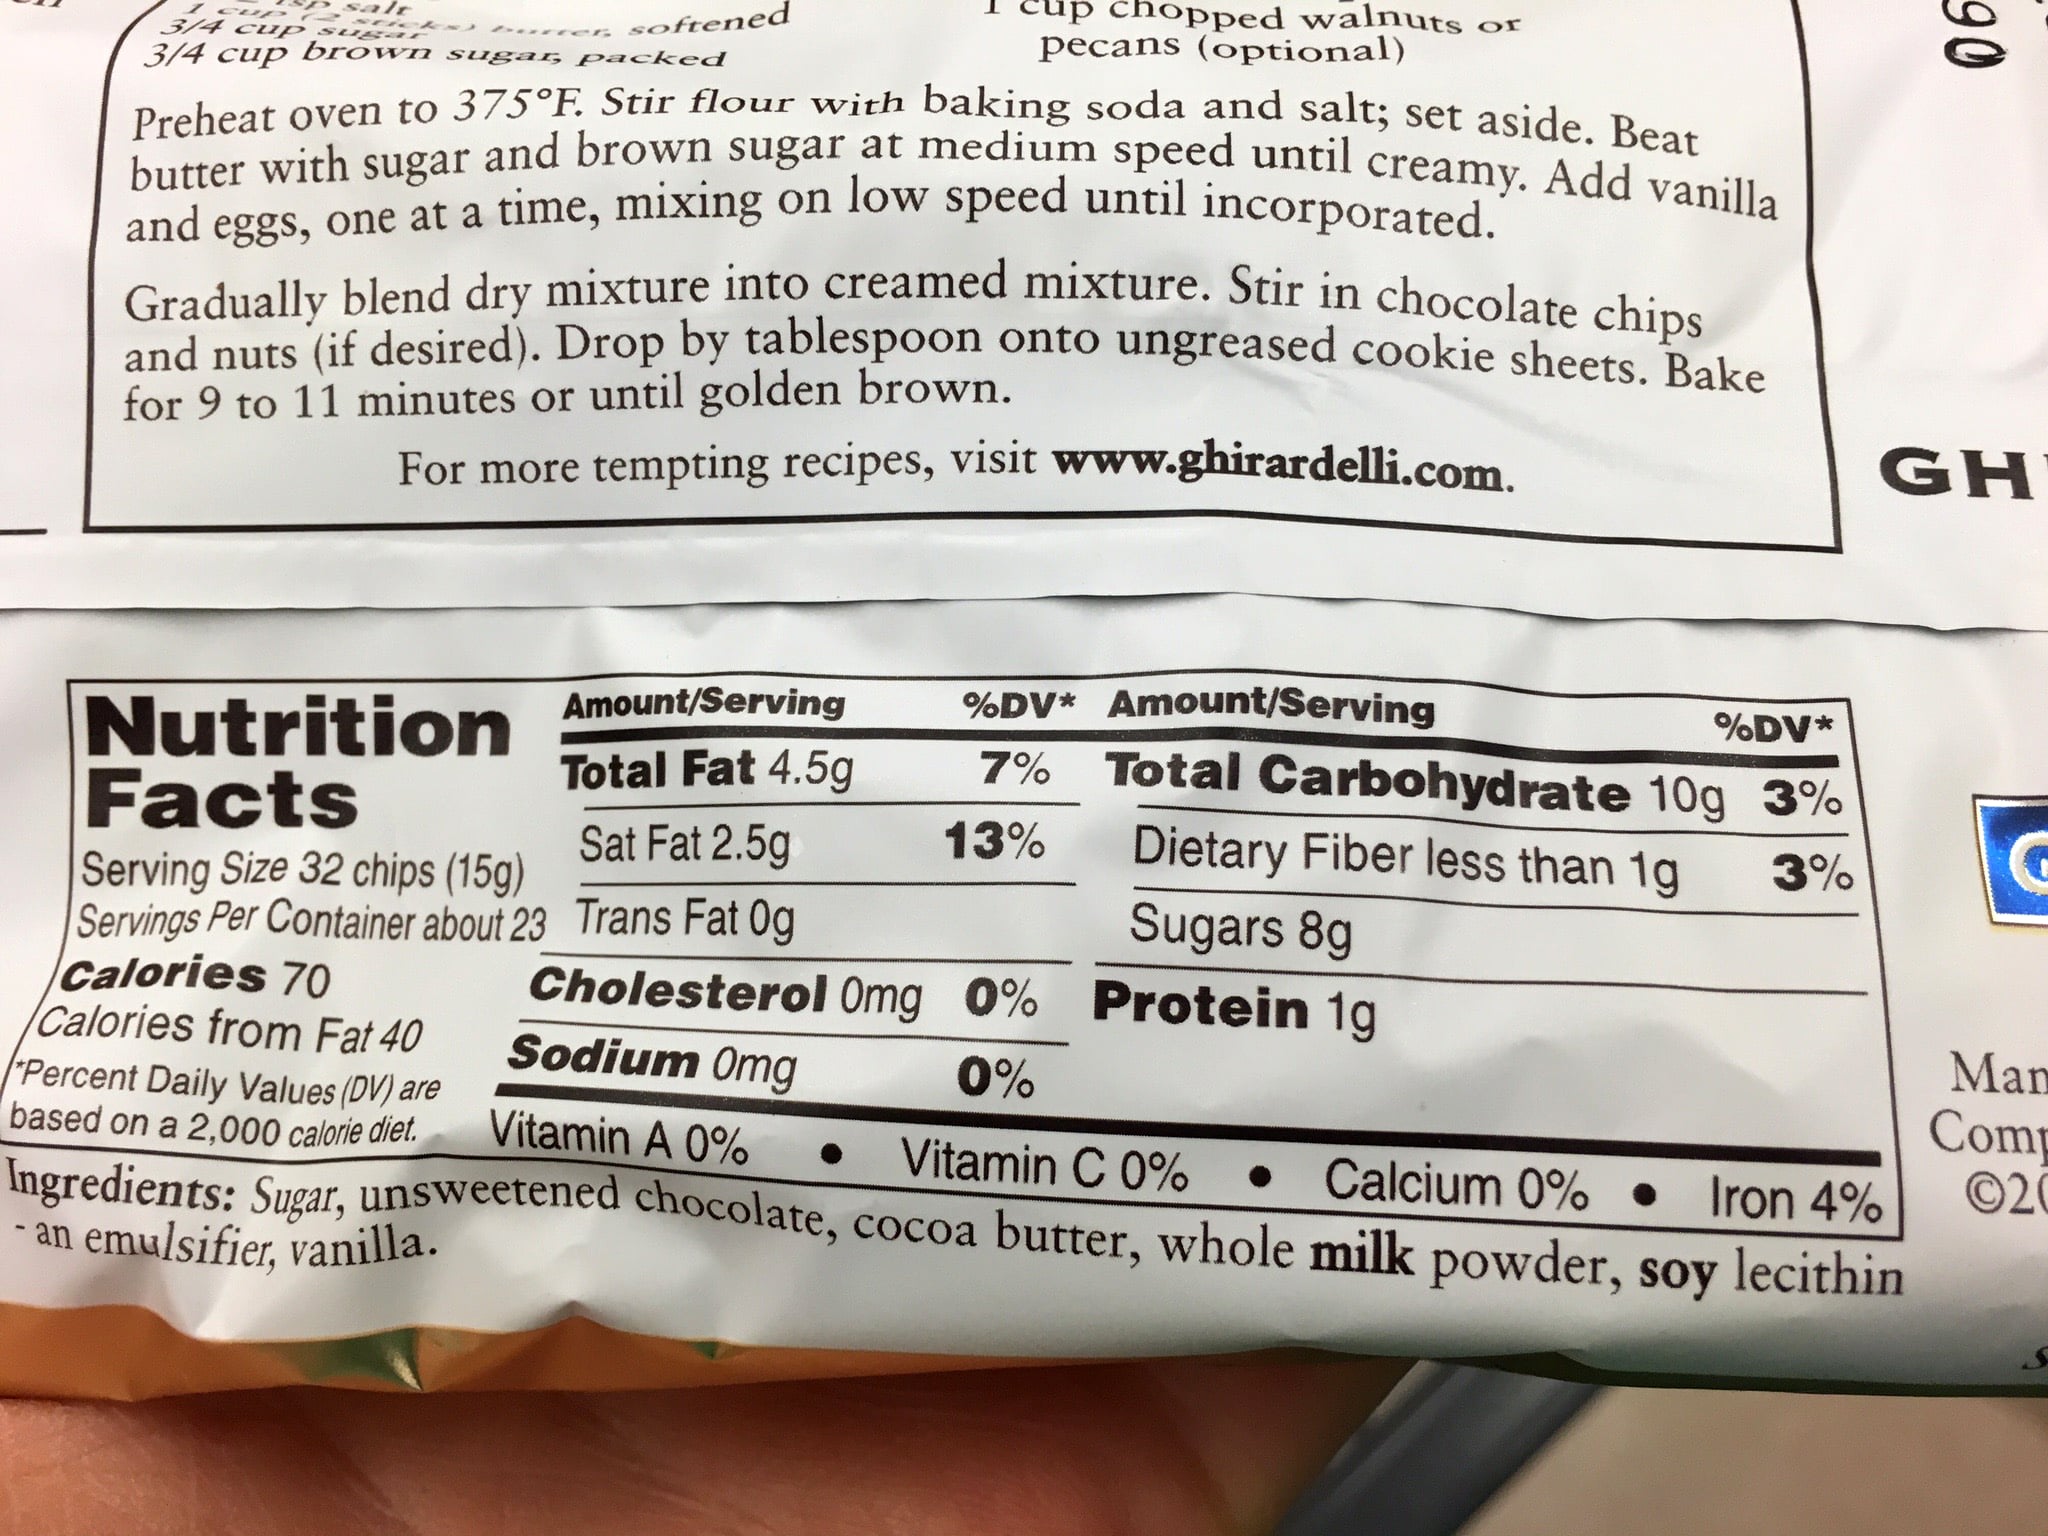 tsp salt
1 cup (2 sticks) butter, softened
3/4 cup sugar
3/4 cup brown sugar, packed
1 cup chopped walnuts or
pecans (optional)
Preheat oven to 375°F. Stir flour with baking soda and salt; set aside. Beat
butter with sugar and brown sugar at medium speed until creamy. Add vanilla
and eggs, one at a time, mixing on low speed until incorporated.
Gradually blend dry mixture into creamed mixture. Stir in chocolate chips
and nuts (if desired). Drop by tablespoon onto ungreased cookie sheets. Bake
for 9 to 11 minutes or until golden brown.
For more tempting recipes, visit www.ghirardelli.com.
GH
Nutrition
Facts
Serving Size 32 chips (15g)
Servings Per Container about 23
Calories 70
Calories from Fat 40
*Percent Daily Values (DV) are
based on a 2,000 calorie diet.
Amount/Serving %DV* Amount/Serving %DV*
Total Fat 4.5g 7% Total Carbohydrate 10g 3%
Sat Fat 2.5g 13% Dietary Fiber less than 1g 3%
Trans Fat 0g Sugars 8g
Cholesterol 0mg 0% Protein 1g
Sodium 0mg 0%
Vitamin A 0% • Vitamin C 0% • Calcium 0% • Iron 4%
Ingredients: Sugar, unsweetened chocolate, cocoa butter, whole milk powder, soy lecithin
- an emulsifier, vanilla.
Man
Comp
©20